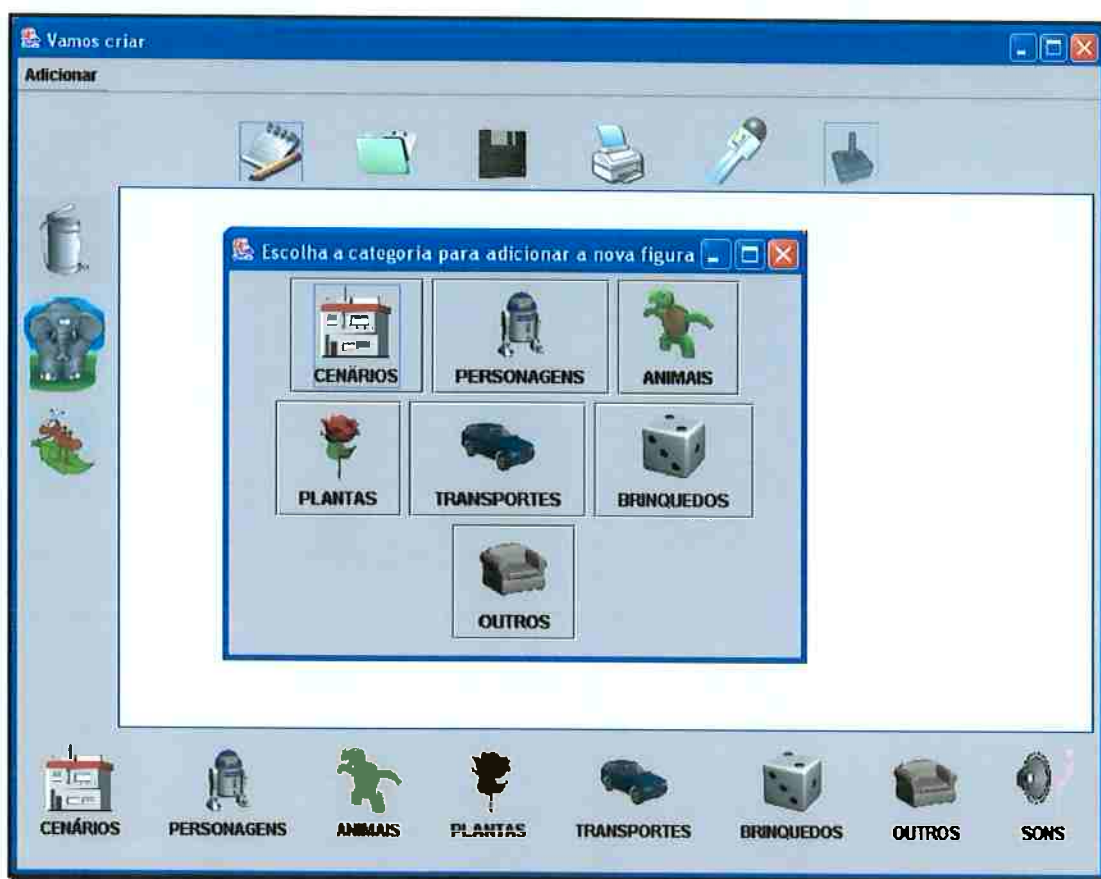 Vamos criar
Adicionar
Escolha a categoria para adicionar a nova figura
CENÁRIOS PERSONAGENS ANIMAIS
PLANTAS TRANSPORTES BRINQUEDOS
OUTROS
CENÁRIOS PERSONAGENS ANIMAIS PLANTAS TRANSPORTES BRINQUEDOS OUTROS SONS